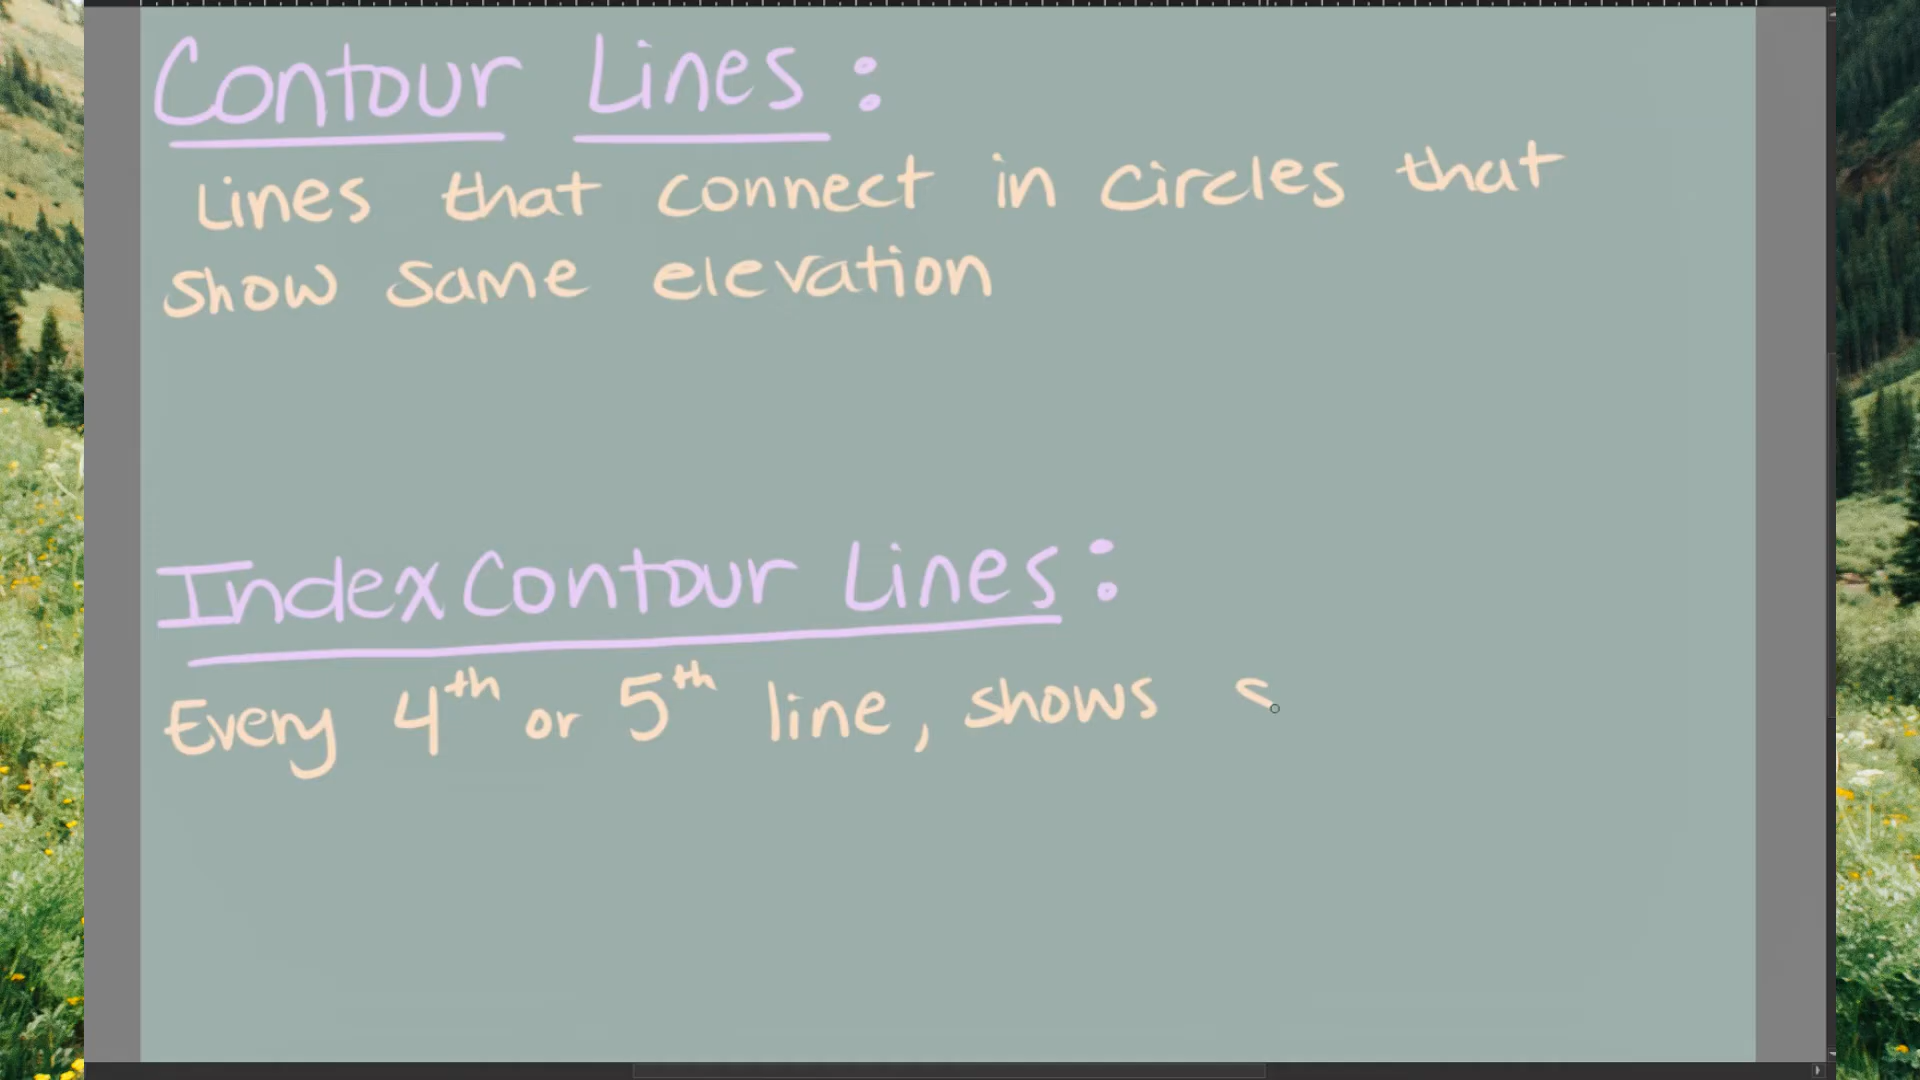 Contour Lines:
Lines that connect in circles that
show same elevation
Index Contour Lines:
Every 4th or 5th line, shows s